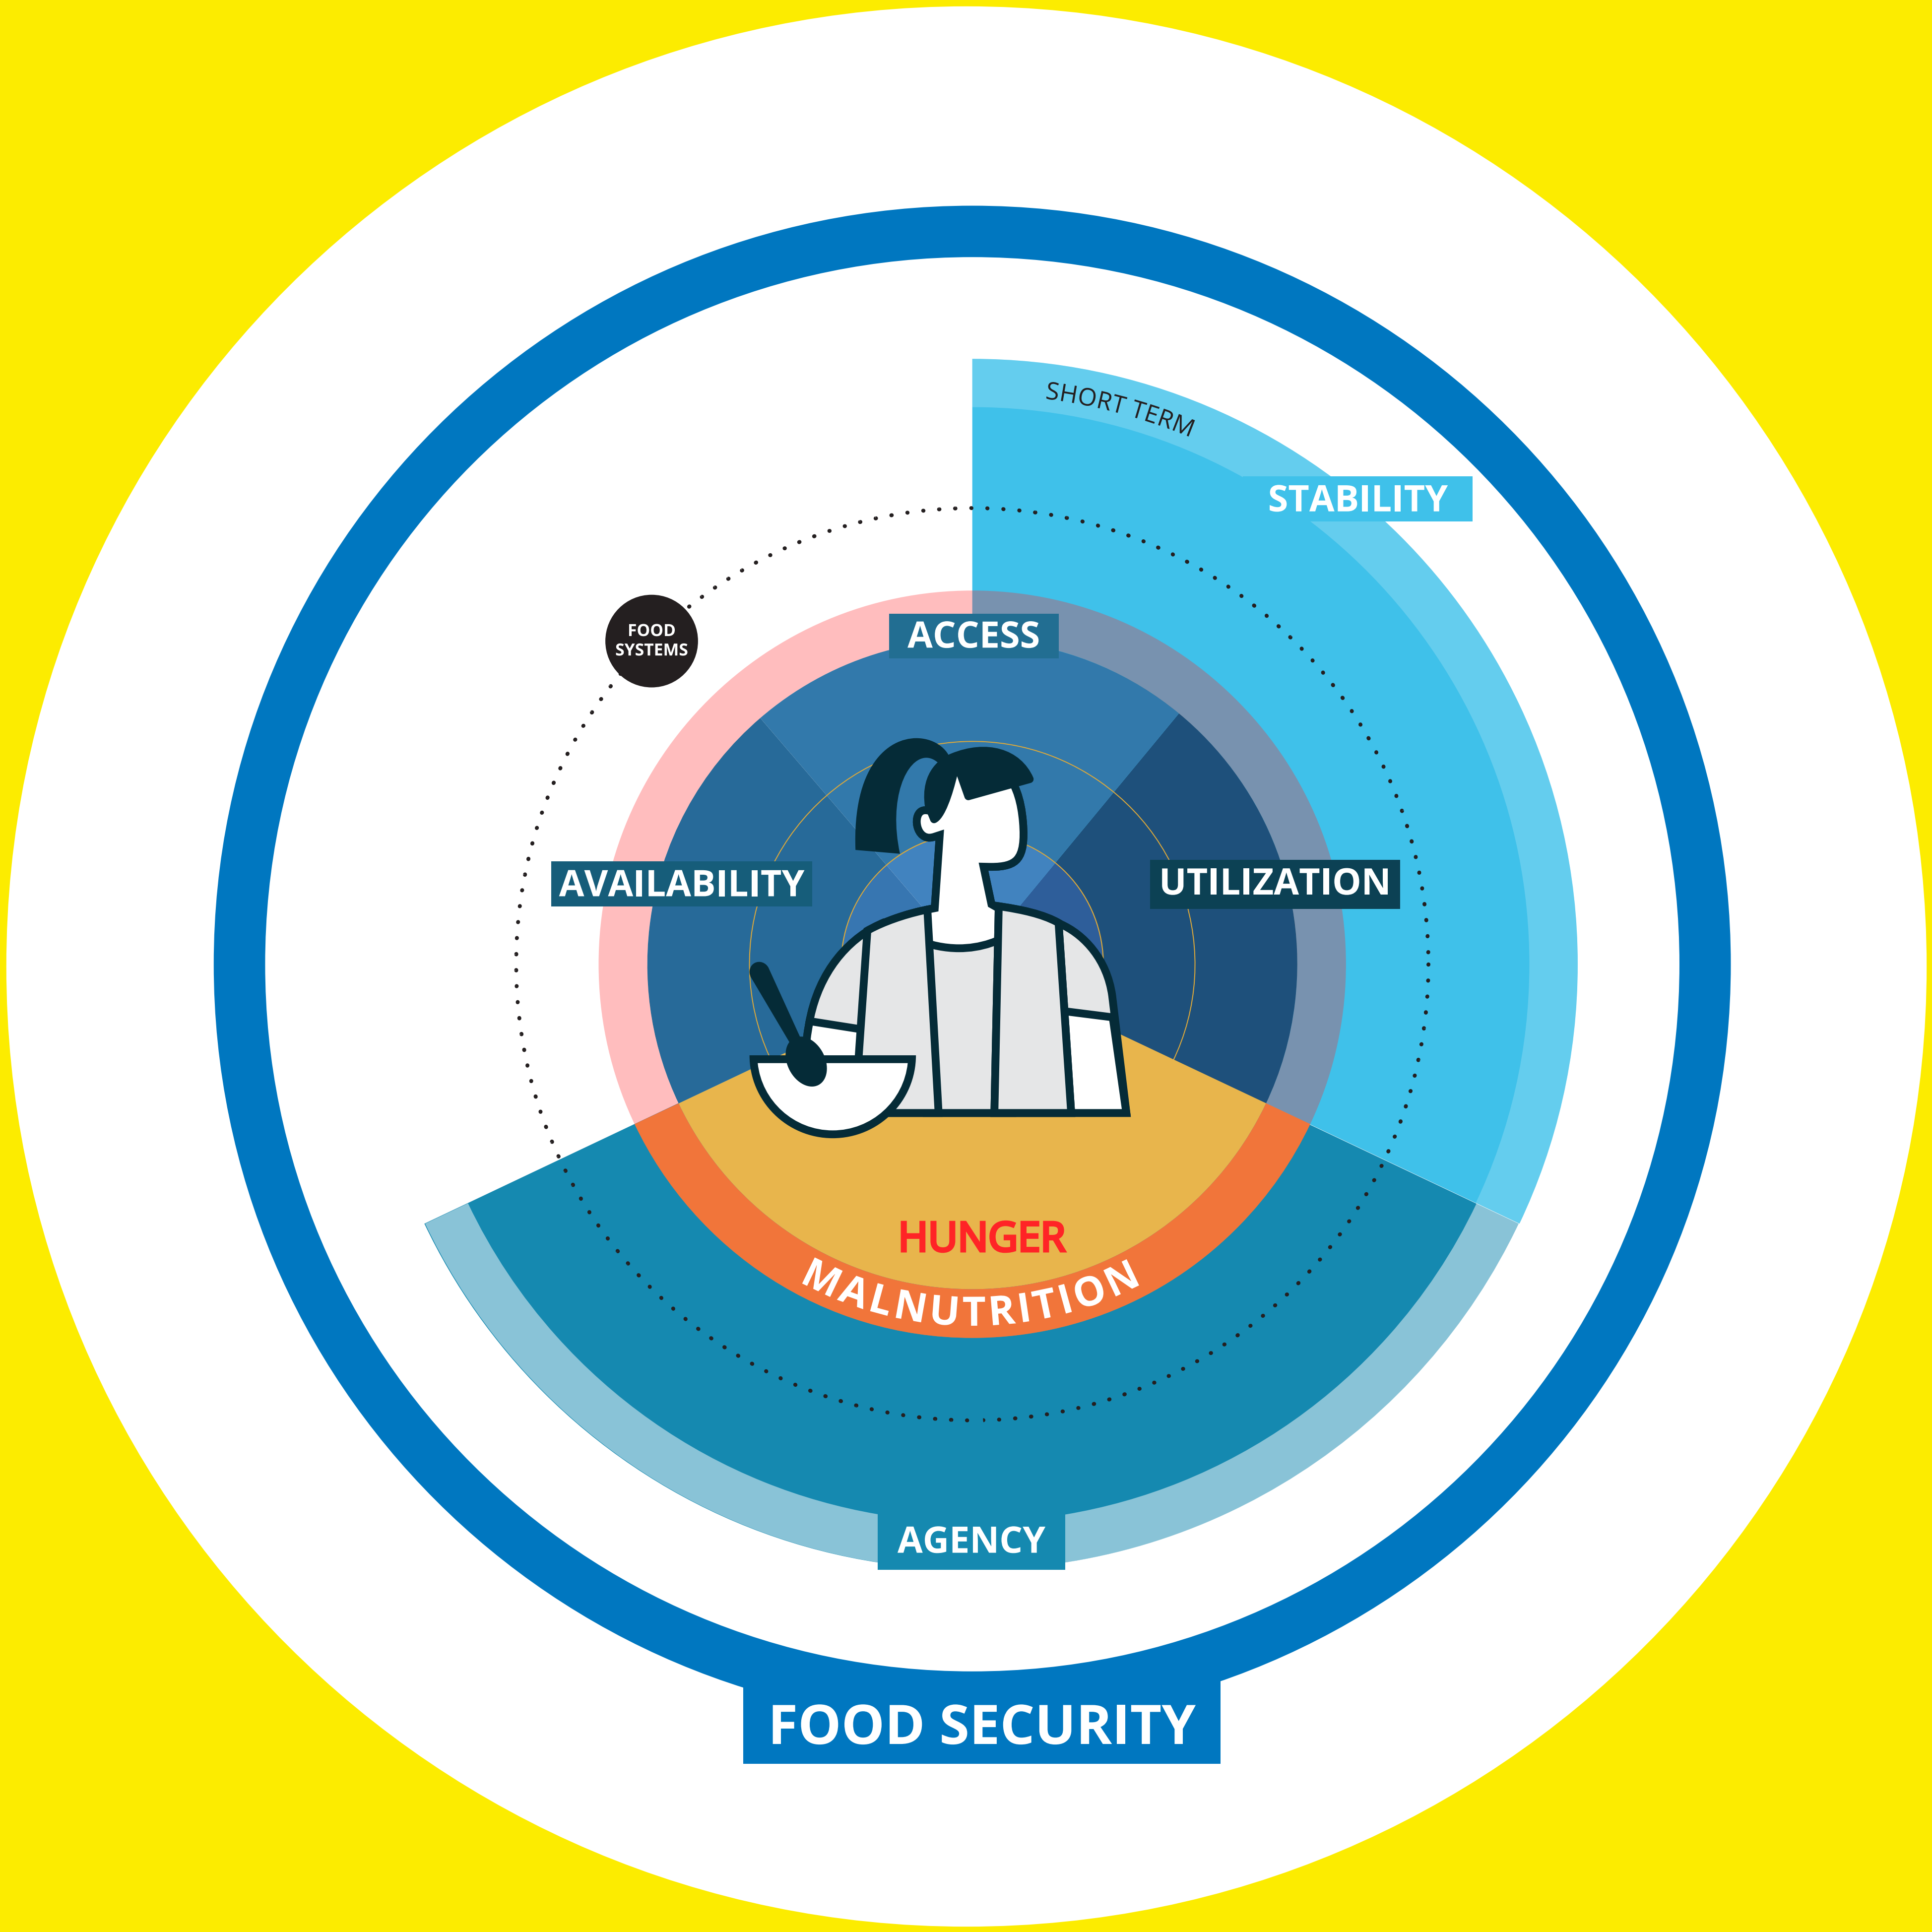 SHORT TERM
STABILITY
FOOD
SYSTEMS
ACCESS
AVAILABILITY
UTILIZATION
HUNGER
MALNUTRITION
AGENCY
FOOD SECURITY